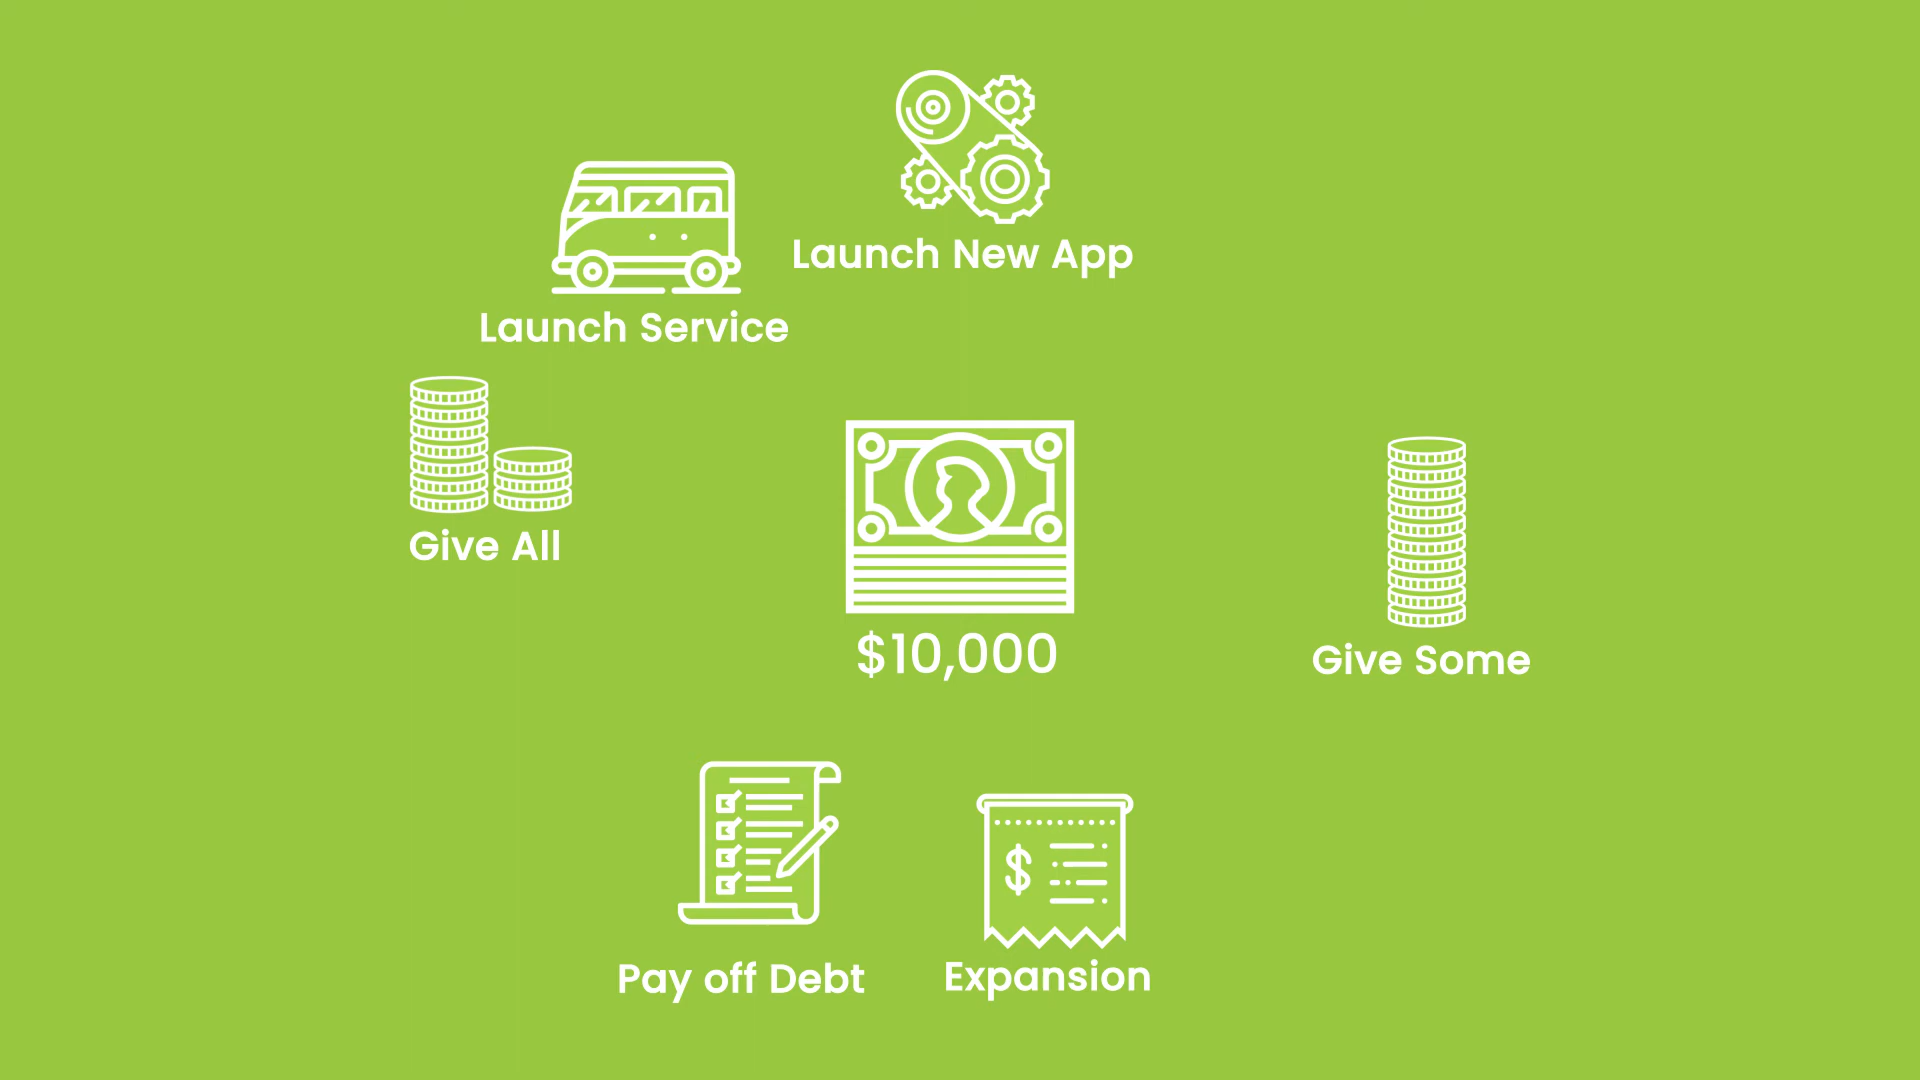 Launch New App
Launch Service
Give All
$10,000
Give Some
Pay off Debt
Expansion